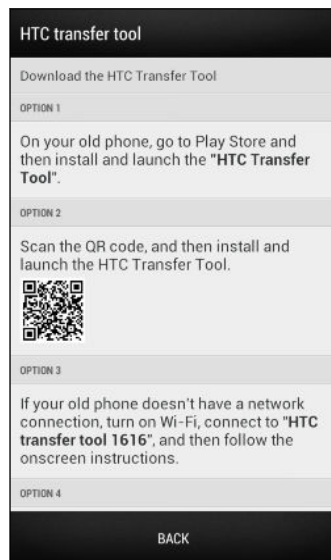 HTC transfer tool
Download the HTC Transfer Tool
OPTION 1
On your old phone, go to Play Store and
then install and launch the "HTC Transfer
Tool".
OPTION 2
Scan the QR code, and then install and
launch the HTC Transfer Tool.
OPTION 3
If your old phone doesn't have a network
connection, turn on Wi-Fi, connect to "HTC
transfer tool 1616", and then follow the
onscreen instructions.
OPTION 4
BACK